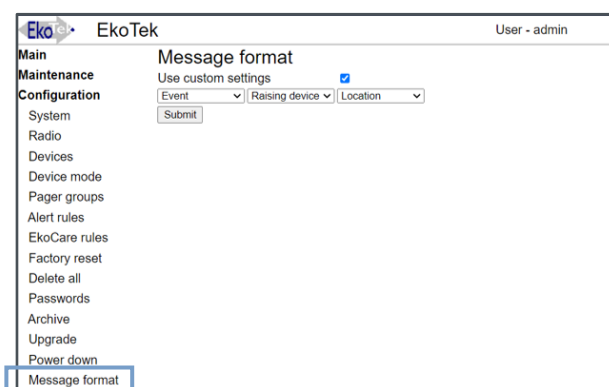 EkoTek EkoTek User - admin
Main
Maintenance
Configuration
System
Radio
Devices
Device mode
Pager groups
Alert rules
EkoCare rules
Factory reset
Delete all
Passwords
Archive
Upgrade
Power down
Message format
Message format
Use custom settings
Event Raising device Location
Submit